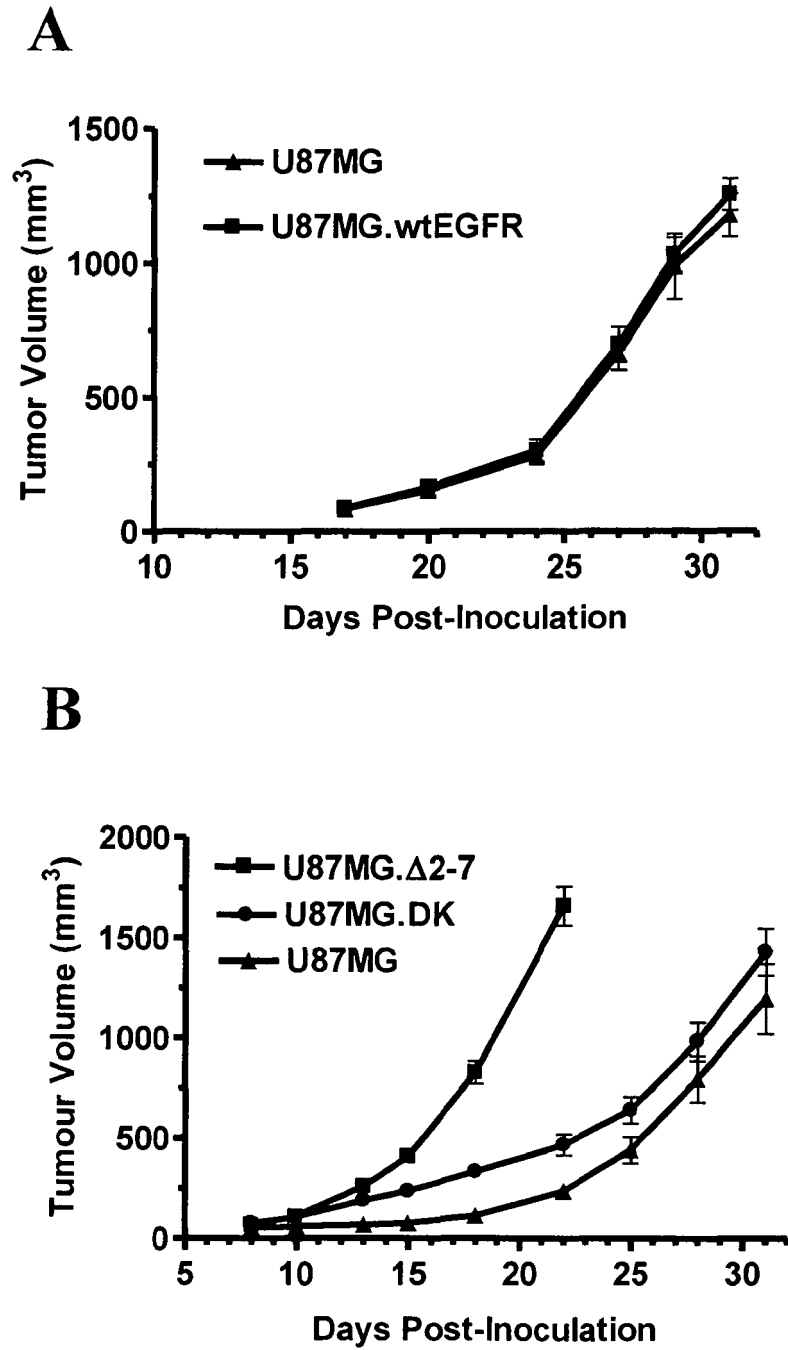 A
1500
1000
500
0
Tumor Volume (mm³)
U87MG
U87MG.wtEGFR
10 15 20 25 30
Days Post-Inoculation
B
2000
1500
1000
500
0
Tumour Volume (mm³)
U87MG.Δ2-7
U87MG.DK
U87MG
5 10 15 20 25 30
Days Post-Inoculation